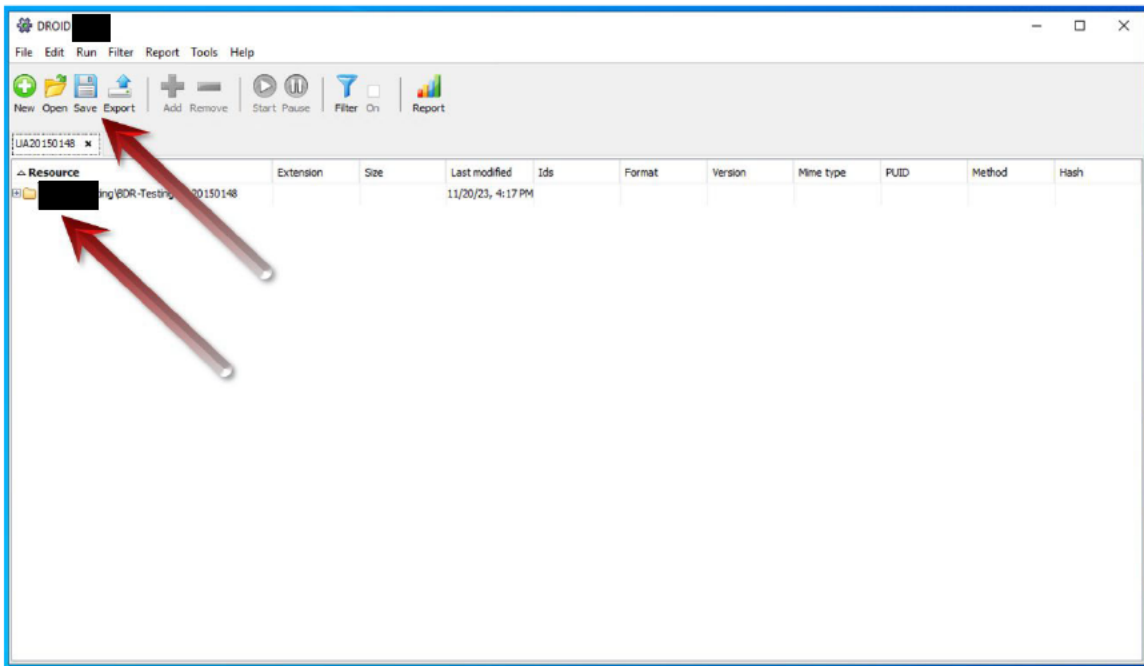 DROID
File Edit Run Filter Report Tools Help
New Open Save Export Add Remove Start Pause Filter On Report
UA20150148
Resource Extension Size Last modified Ids Format Version Mime type PUID Method Hash
ing\BDR-Testing 20150148 11/20/23, 4:17 PM